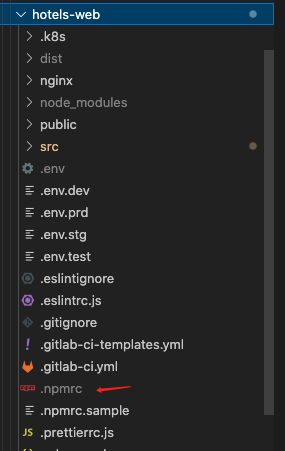 hotels-web
.k8s
dist
nginx
node_modules
public
src
.env
.env.dev
.env.prd
.env.stg
.env.test
.eslintignore
.eslintrc.js
.gitignore
.gitlab-ci-templates.yml
.gitlab-ci.yml
.npmrc
.npmrc.sample
JS .prettierrc.js